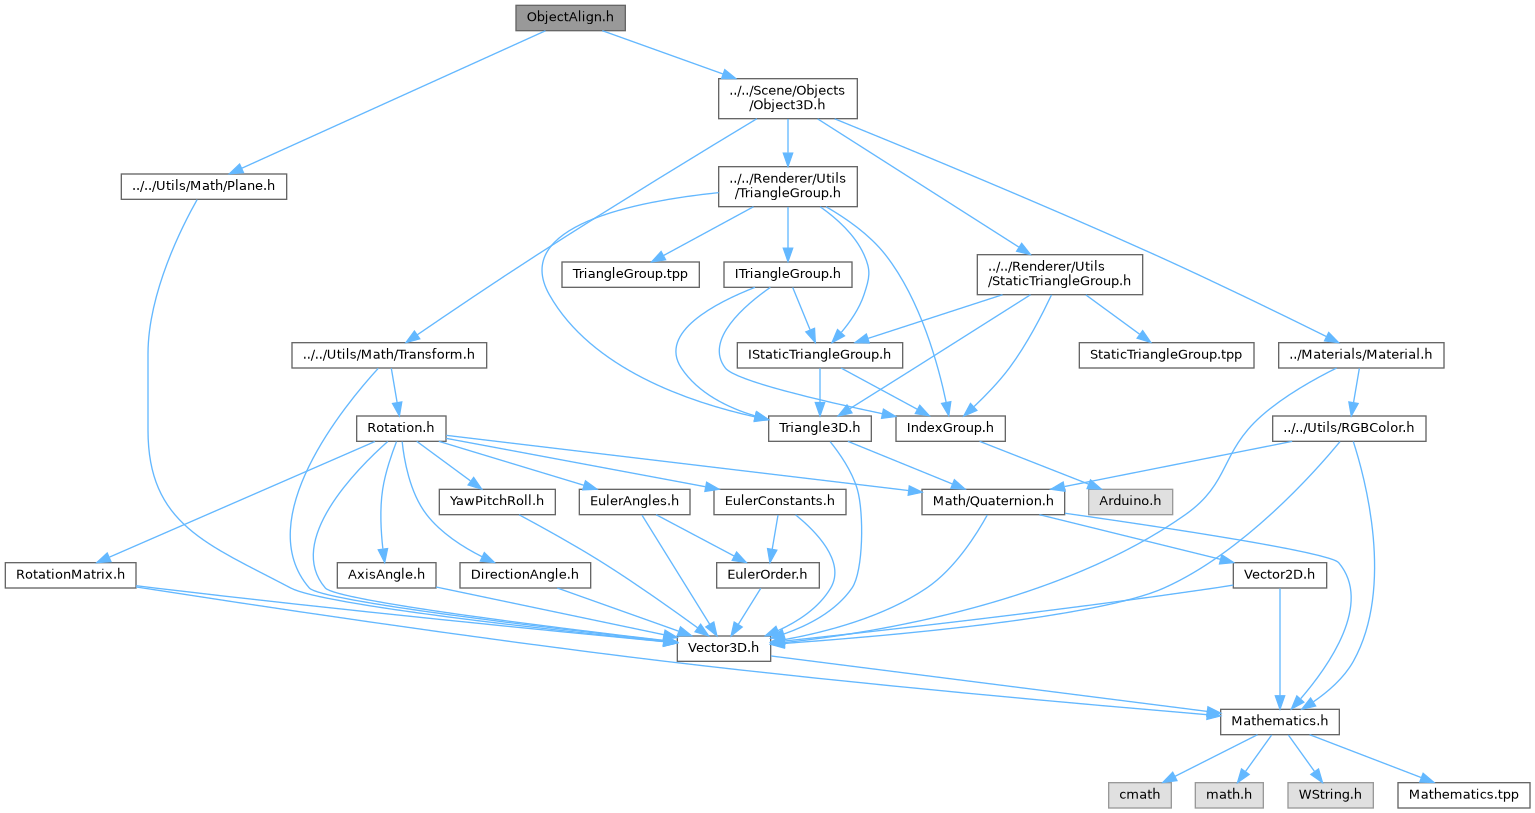 ObjectAlign.h
../../Scene/Objects
/Object3D.h
../../Utils/Math/Plane.h
../../Renderer/Utils
/TriangleGroup.h
TriangleGroup.tpp
ITriangleGroup.h
../../Renderer/Utils
/StaticTriangleGroup.h
../../Utils/Math/Transform.h
IStaticTriangleGroup.h
StaticTriangleGroup.tpp
../Materials/Material.h
Rotation.h
Triangle3D.h
IndexGroup.h
../../Utils/RGBColor.h
YawPitchRoll.h
EulerAngles.h
EulerConstants.h
Math/Quaternion.h
Arduino.h
RotationMatrix.h
AxisAngle.h
DirectionAngle.h
EulerOrder.h
Vector2D.h
Vector3D.h
Mathematics.h
cmath
math.h
WString.h
Mathematics.tpp